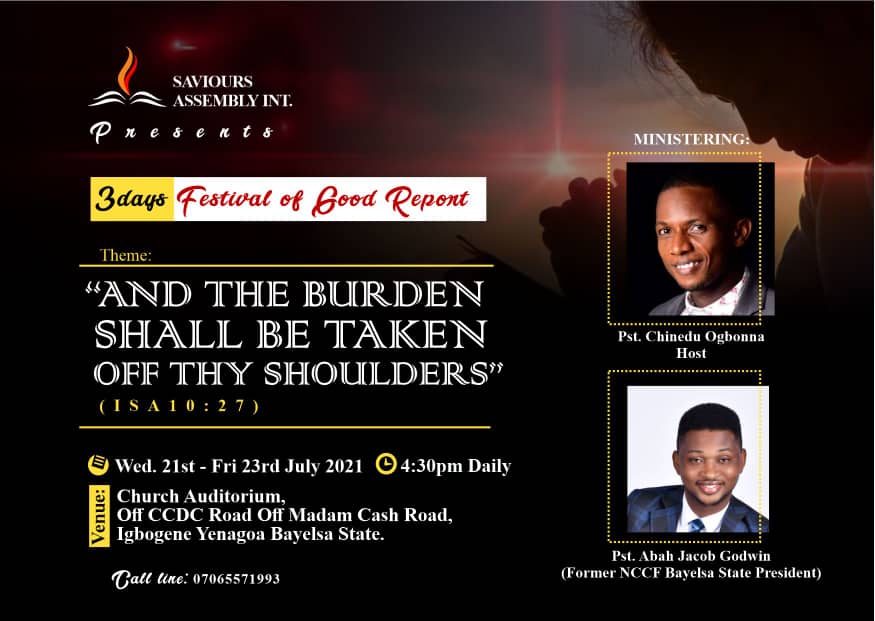 SAVIOURS
ASSEMBLY INT.
Presents
3days Festival of Good Report
Theme:
“AND THE BURDEN
SHALL BE TAKEN
OFF THY SHOULDERS”
(ISA10:27)
Wed. 21st - Fri 23rd July 2021 4:30pm Daily
Venue:
Church Auditorium,
Off CCDC Road Off Madam Cash Road,
Igbogene Yenagoa Bayelsa State.
Call line: 07065571993
MINISTERING:
Pst. Chinedu Ogbonna
Host
Pst. Abah Jacob Godwin
(Former NCCF Bayelsa State President)